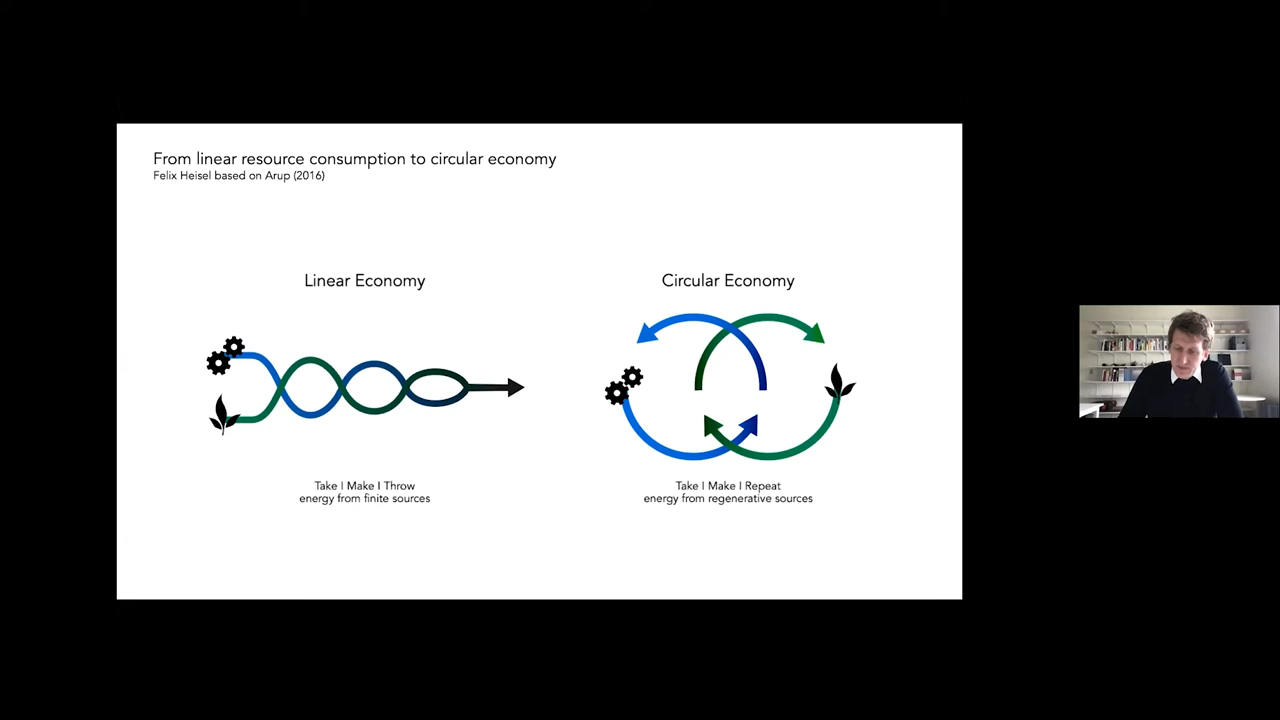 From linear resource consumption to circular economy
Felix Heisel based on Arup (2016)
Linear Economy
Take I Make I Throw
energy from finite sources
Circular Economy
Take I Make I Repeat
energy from regenerative sources